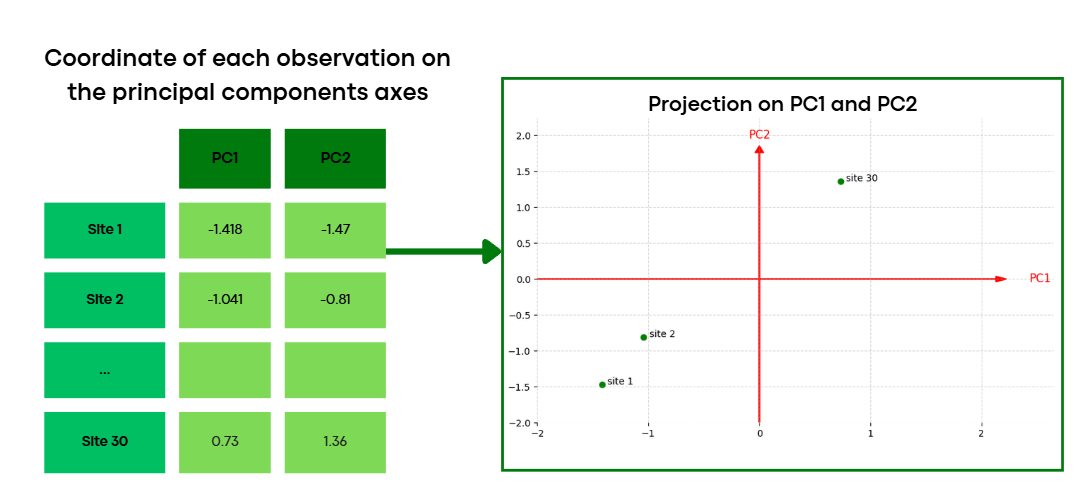 Coordinate of each observation on
the principal components axes
PC1 PC2
Site 1 -1.418 -1.47
Site 2 -1.041 -0.81
...
Site 30 0.73 1.36
Projection on PC1 and PC2
PC2
2.0
site 30
1.5
1.0
0.5
0.0
PC1
−0.5
site 2
−1.0
site 1
−1.5
−2.0
−2 −1 0 1 2